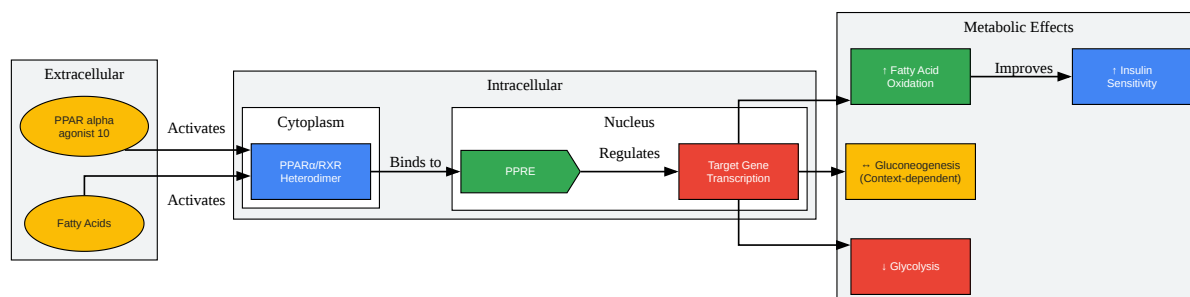 Metabolic Effects
Extracellular
Intracellular
Cytoplasm
Nucleus
PPAR alpha
agonist 10
Activates
Fatty Acids
Activates
PPARα/RXR
Heterodimer
Binds to
PPRE
Regulates
Target Gene
Transcription
↑ Fatty Acid
Oxidation
Improves
↑ Insulin
Sensitivity
↔ Gluconeogenesis
(Context-dependent)
↓ Glycolysis